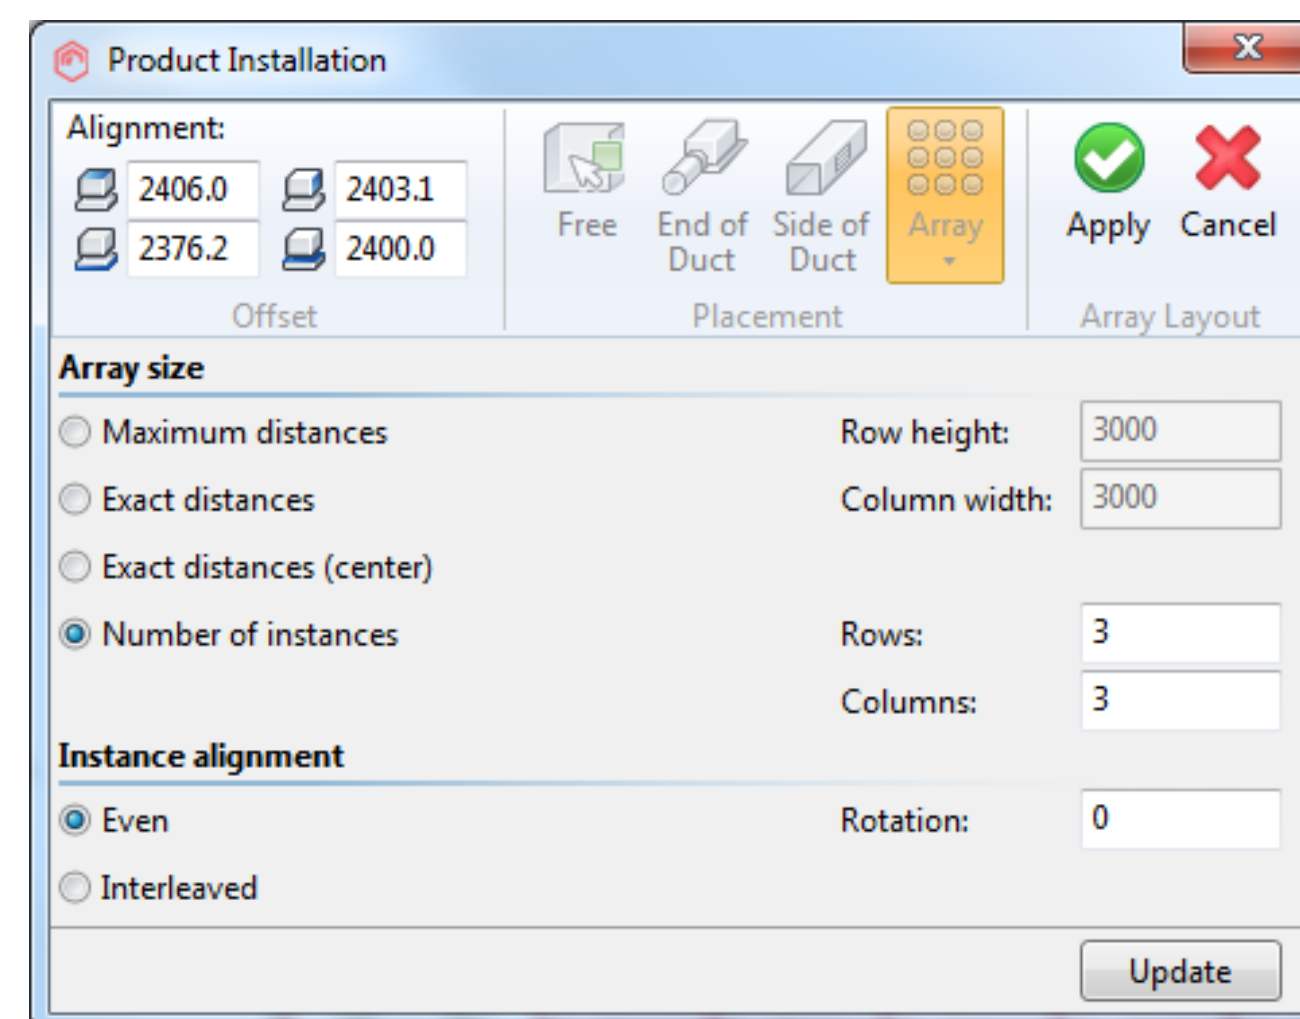 Product Installation
Alignment:
2406.0 2403.1
2376.2 2400.0
Offset
Free
End of Duct
Side of Duct
Array
Placement
Apply Cancel
Array Layout
Array size
Maximum distances Row height: 3000
Exact distances Column width: 3000
Exact distances (center)
Number of instances Rows: 3
Columns: 3
Instance alignment
Even Rotation: 0
Interleaved
Update